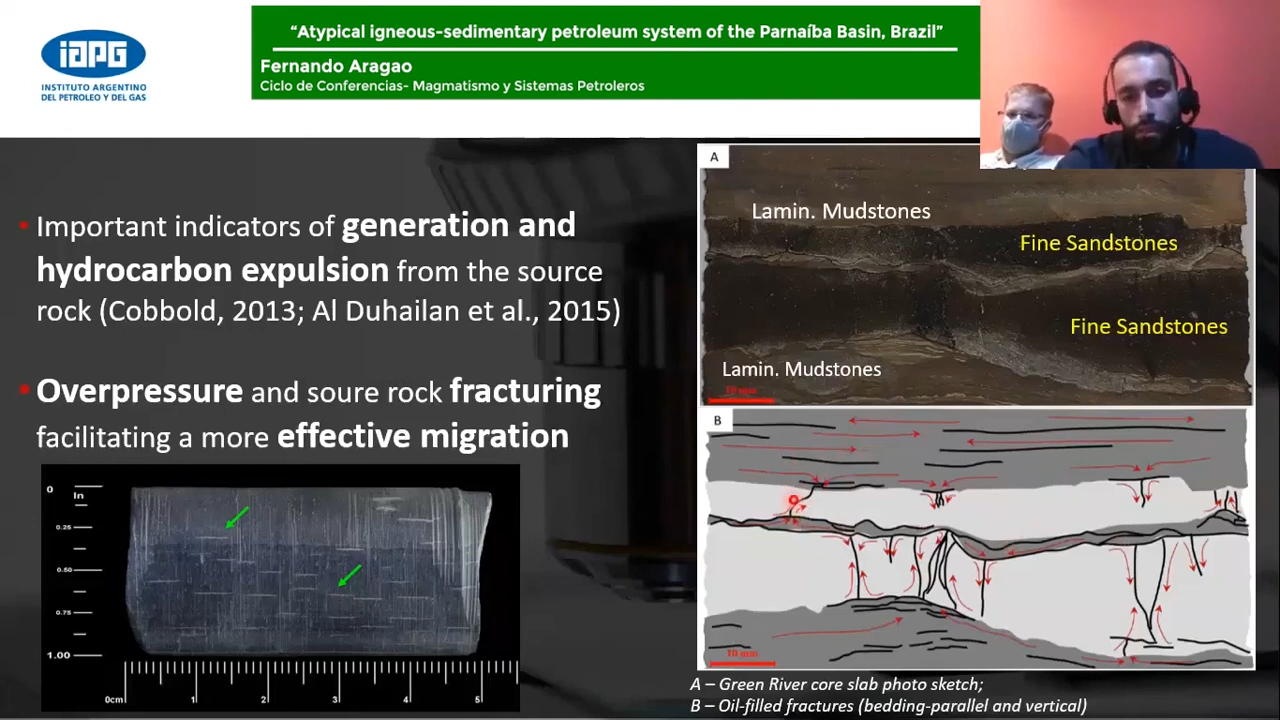 iAPG
INSTITUTO ARGENTINO
DEL PETROLEO Y DEL GAS
“Atypical igneous-sedimentary petroleum system of the Parnaíba Basin, Brazil”
Fernando Aragao
Ciclo de Conferencias- Magmatismo y Sistemas Petroleros
• Important indicators of generation and
hydrocarbon expulsion from the source
rock (Cobbold, 2013; Al Duhailan et al., 2015)
• Overpressure and soure rock fracturing
facilitating a more effective migration
0
In
0.25
0.50
0.75
1.00
0cm 1 2 3 4 5
A
Lamin. Mudstones
Fine Sandstones
Fine Sandstones
Lamin. Mudstones
10 mm
B
10 mm
A – Green River core slab photo sketch;
B – Oil-filled fractures (bedding-parallel and vertical)